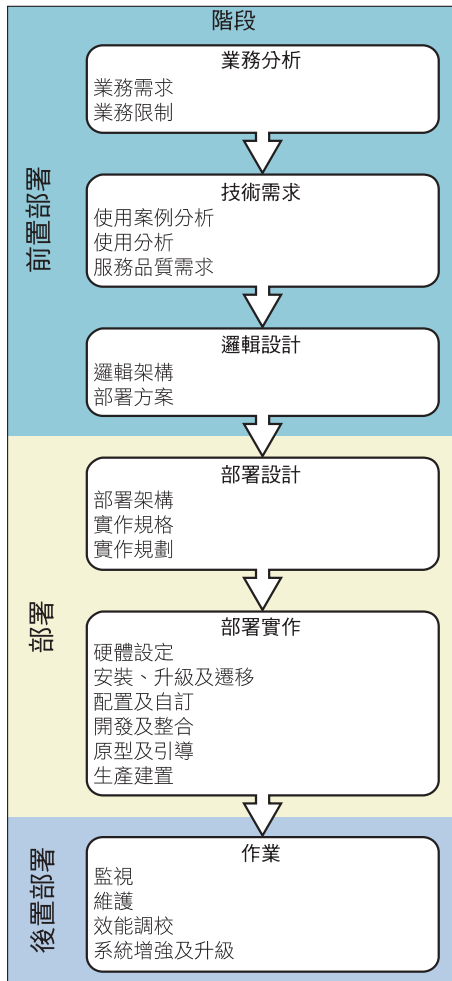 階段
前置部署
業務分析
業務需求
業務限制
技術需求
使用案例分析
使用分析
服務品質需求
邏輯設計
邏輯架構
部署方案
部署
部署設計
部署架構
實作規格
實作規劃
部署實作
硬體設定
安裝、升級及遷移
配置及自訂
開發及整合
原型及引導
生產建置
後置部署
作業
監視
維護
效能調校
系統增強及升級